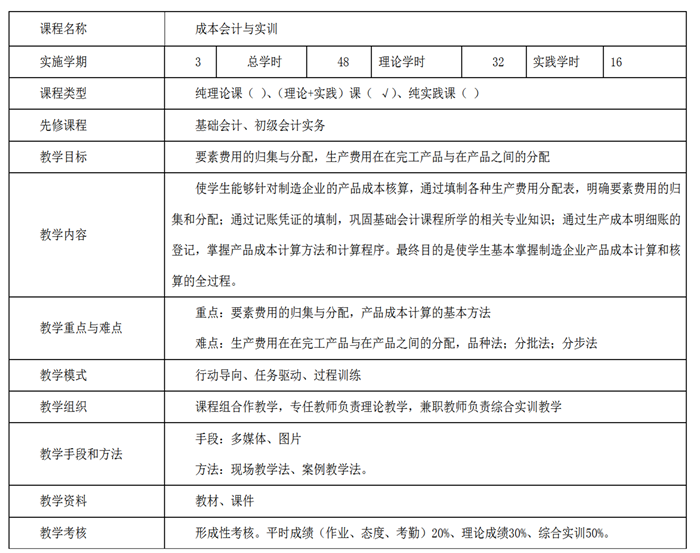 课程名称 成本会计与实训
实施学期 3 总学时 48 理论学时 32 实践学时 16
课程类型 纯理论课（ ）、（理论+实践）课（ √）、纯实践课（ ）
先修课程 基础会计、初级会计实务
教学目标 要素费用的归集与分配，生产费用在在完工产品与在产品之间的分配
使学生能够针对制造企业的产品成本核算，通过填制各种生产费用分配表，明确要素费用的归
教学内容 集和分配；通过记账凭证的填制，巩固基础会计课程所学的相关专业知识；通过生产成本明细账的
登记，掌握产品成本计算方法和计算程序。最终目的是使学生基本掌握制造企业产品成本计算和核
算的全过程。
教学重点与难点 重点：要素费用的归集与分配，产品成本计算的基本方法
难点：生产费用在在完工产品与在产品之间的分配，品种法；分批法；分步法
教学模式 行动导向、任务驱动、过程训练
教学组织 课程组合作教学，专任教师负责理论教学，兼职教师负责综合实训教学
教学手段和方法 手段：多媒体、图片
方法：现场教学法、案例教学法。
教学资料 教材、课件
教学考核 形成性考核。平时成绩（作业、态度、考勤）20%、理论成绩30%、综合实训50%。